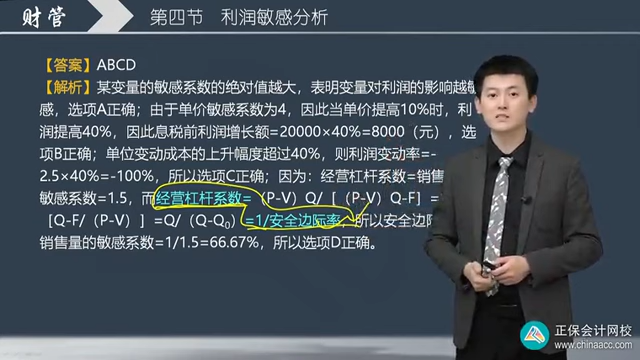 财管 第四节 利润敏感分析
【答案】ABCD
【解析】某变量的敏感系数的绝对值越大，表明变量对利润的影响越敏
感，选项A正确；由于单价敏感系数为4，因此当单价提高10%时，利
润提高40%，因此息税前利润增长额=20000×40%=8000（元），选
项B正确；单位变动成本的上升幅度超过40%，则利润变动率=-
2.5×40%=-100%，所以选项C正确；因为：经营杠杆系数=销售
敏感系数=1.5，而经营杠杆系数=（P-V）Q/［（P-V）Q-F］=
［Q-F/（P-V）］=Q/（Q-Q₀）=1/安全边际率，所以安全边际
销售量的敏感系数=1/1.5=66.67%，所以选项D正确。
正保会计网校
www.chinaacc.com